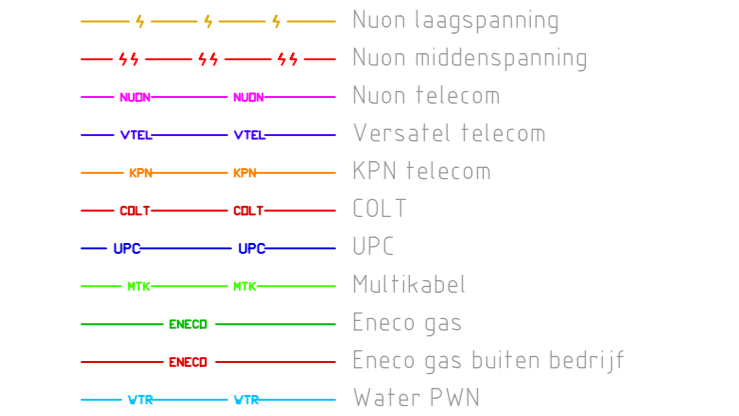 Nuon laagspanning
Nuon middenspanning
NUON NUON Nuon telecom
VTEL VTEL Versatel telecom
KPN KPN KPN telecom
COLT COLT COLT
UPC UPC UPC
MTK MTK Multikabel
ENECO Eneco gas
ENECO Eneco gas buiten bedrijf
WTR WTR Water PWN